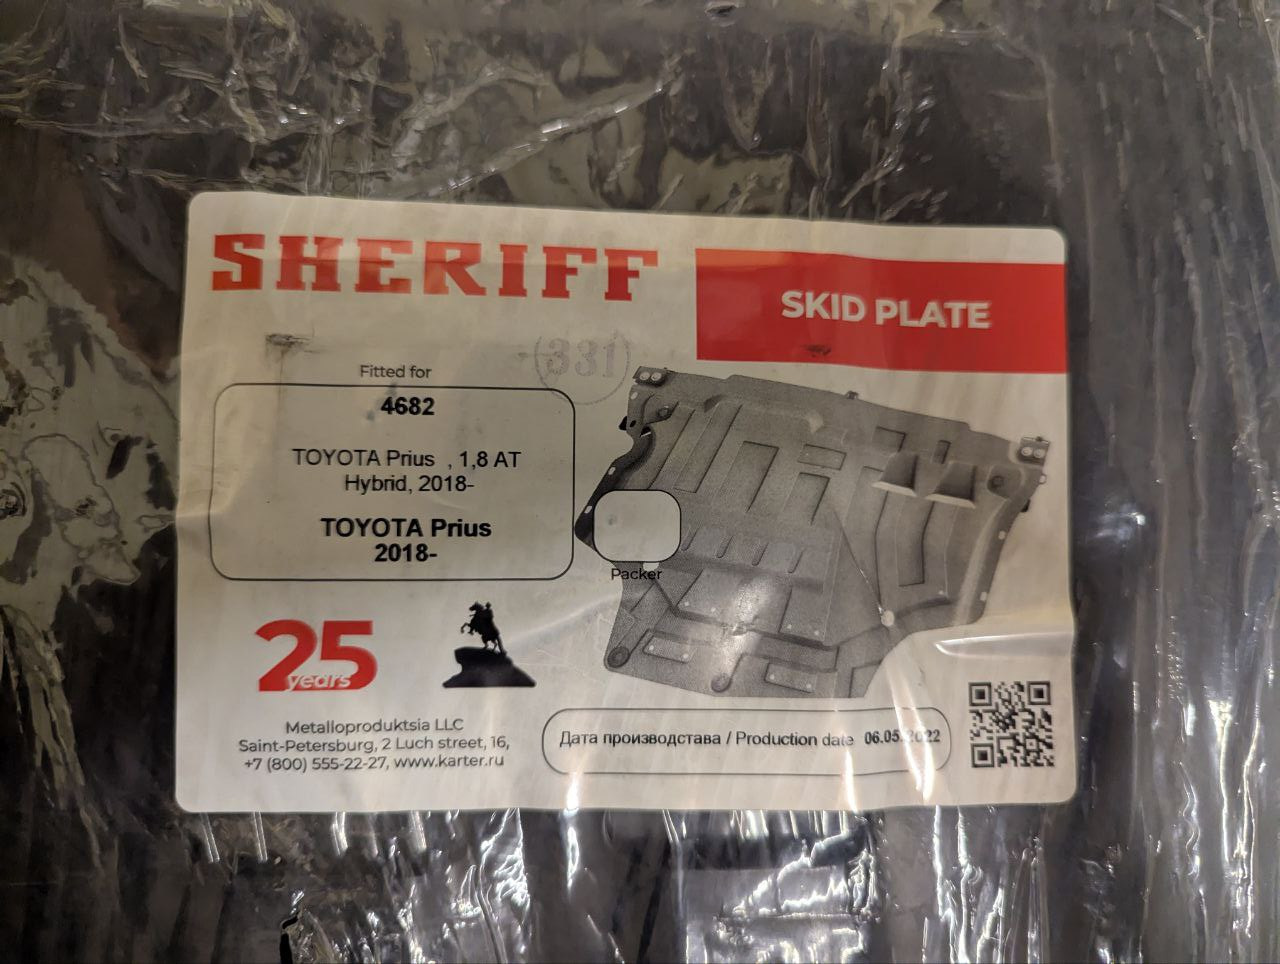 SHERIFF
SKID PLATE
331
Fitted for
4682
TOYOTA Prius , 1,8 AT
Hybrid, 2018-
TOYOTA Prius
2018-
Packer
25
years
Metalloproduktsia LLC
Saint-Petersburg, 2 Luch street, 16,
+7 (800) 555-22-27, www.karter.ru
Дата производстава / Production date 06.05.2022